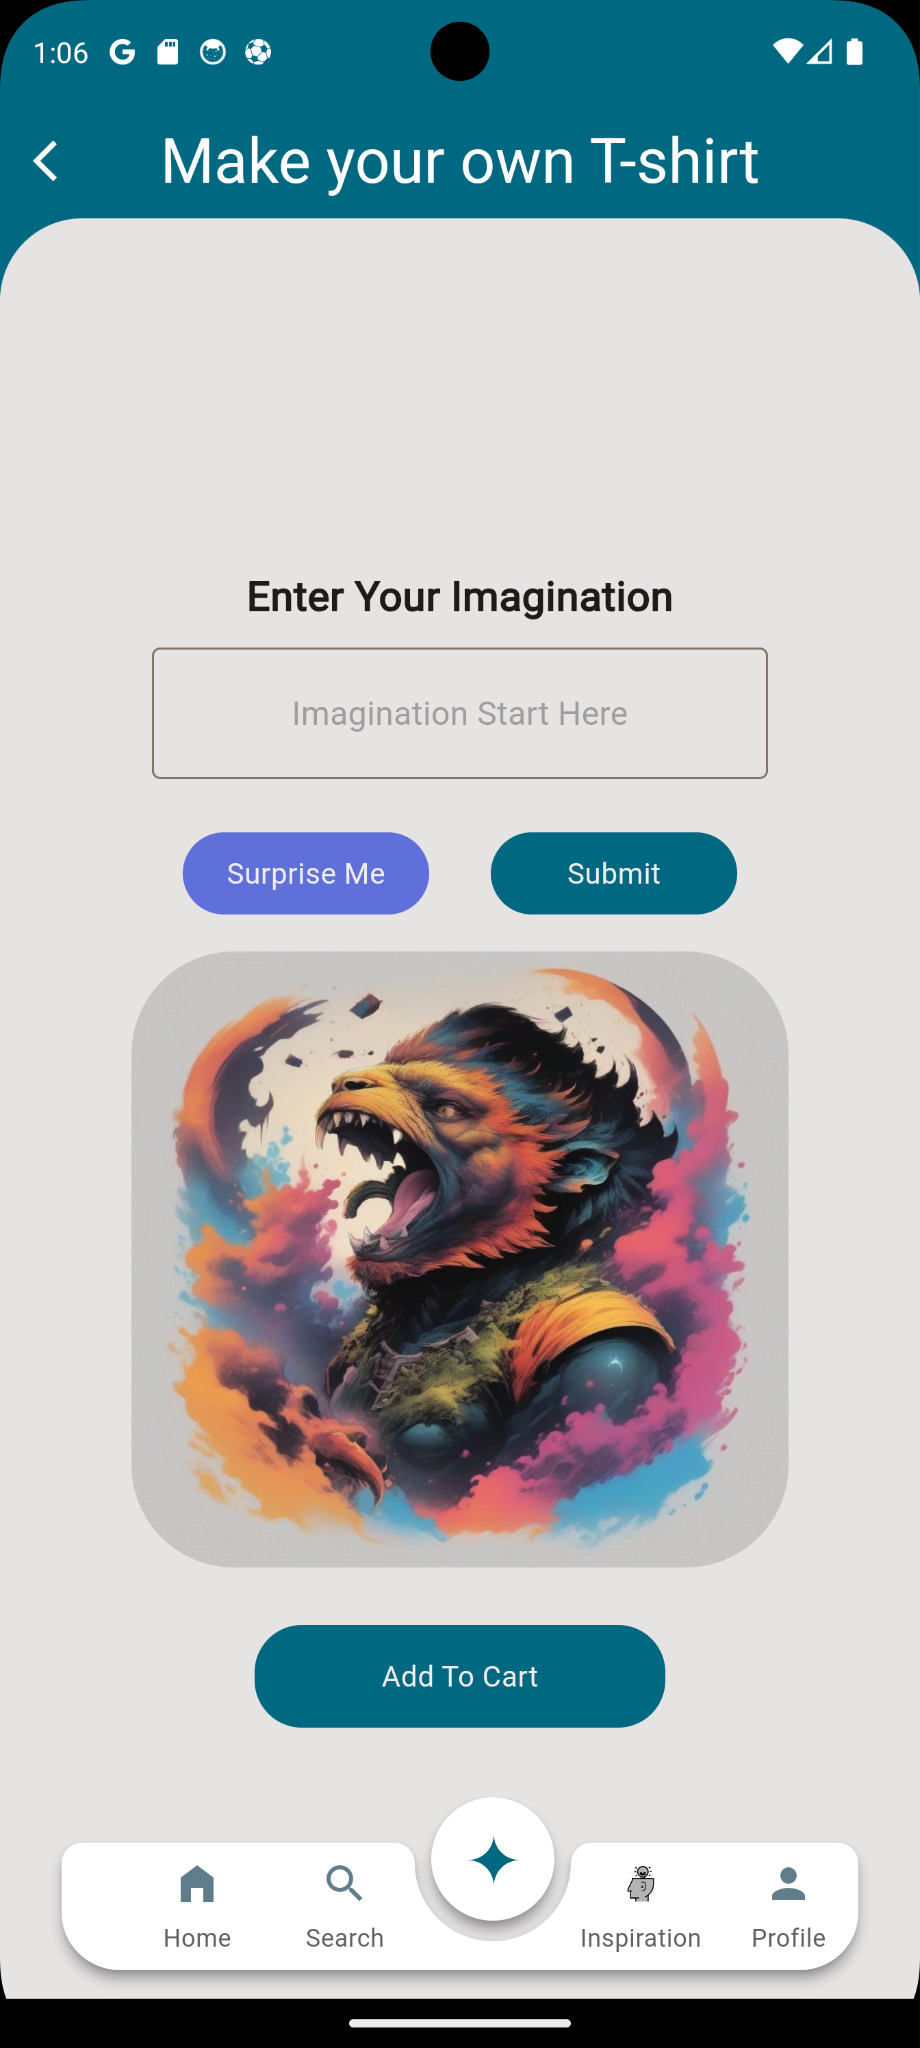 1:06
Make your own T-shirt
Enter Your Imagination
Imagination Start Here
Surprise Me
Submit
Add To Cart
Home
Search
Inspiration
Profile